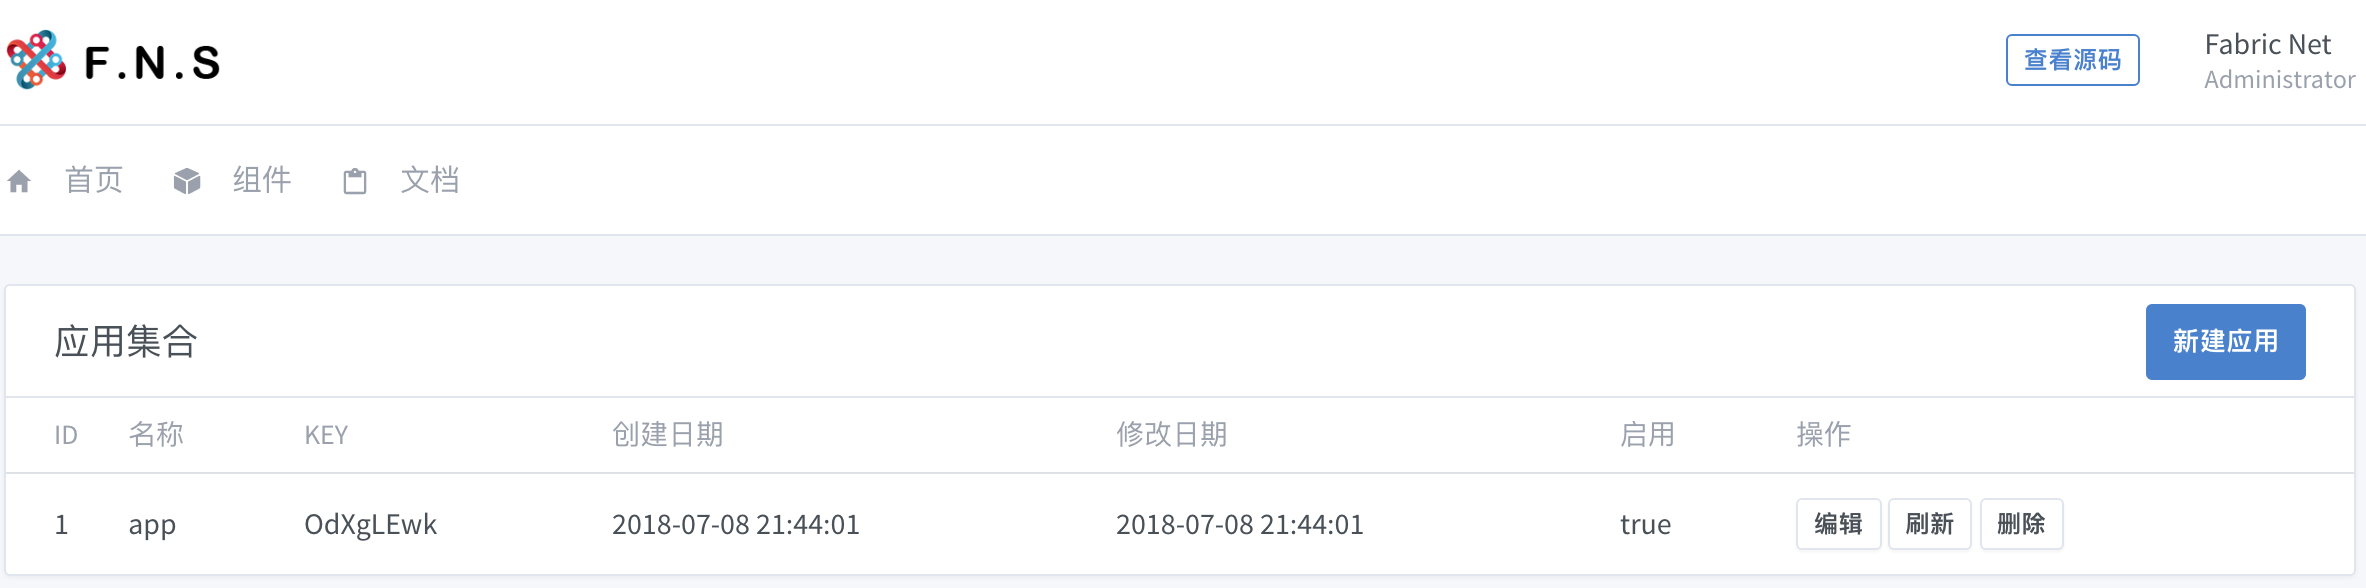 F.N.S
查看源码
Fabric Net
Administrator
首页 组件 文档
应用集合
新建应用
ID 名称 KEY 创建日期 修改日期 启用 操作
1 app OdXgLEwk 2018-07-08 21:44:01 2018-07-08 21:44:01 true 编辑 刷新 删除